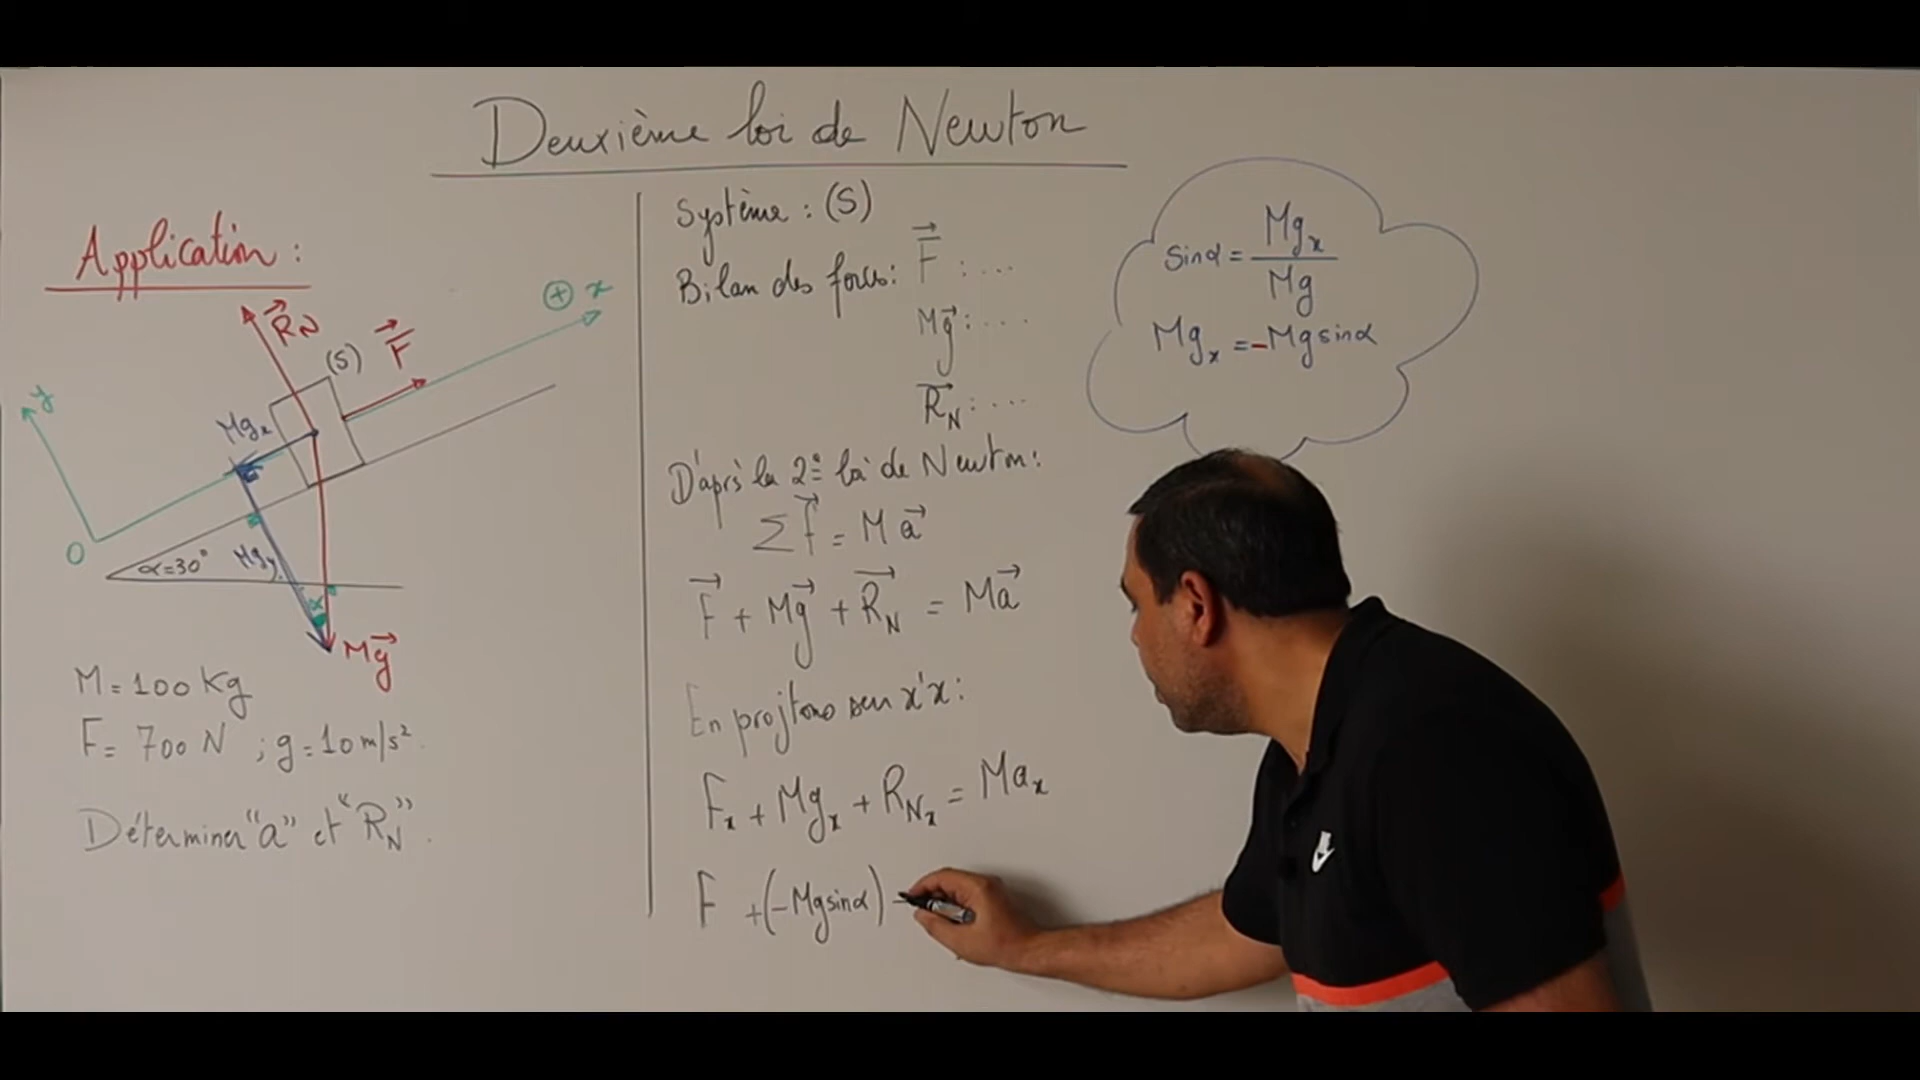 Deuxième loi de Newton
Application :
R⃗N
F⃗
(S)
⊕ x
y
Mgx
O
α=30°
Mgy
α
Mg⃗
M = 100 Kg
F = 700 N ; g = 10 m/s².
Déterminer "a" et "RN".
Système : (S)
Bilan des forces : F⃗ : ...
Mg⃗ : ...
R⃗N : ...
D'après la 2e loi de Newton :
Σf⃗ = Ma⃗
F⃗ + Mg⃗ + R⃗N = Ma⃗
En projtons sur x'x :
Fx + Mgx + RNx = Max
F + (-Mgsinα) -
Sinα = Mgx / Mg
Mgx = -Mgsinα